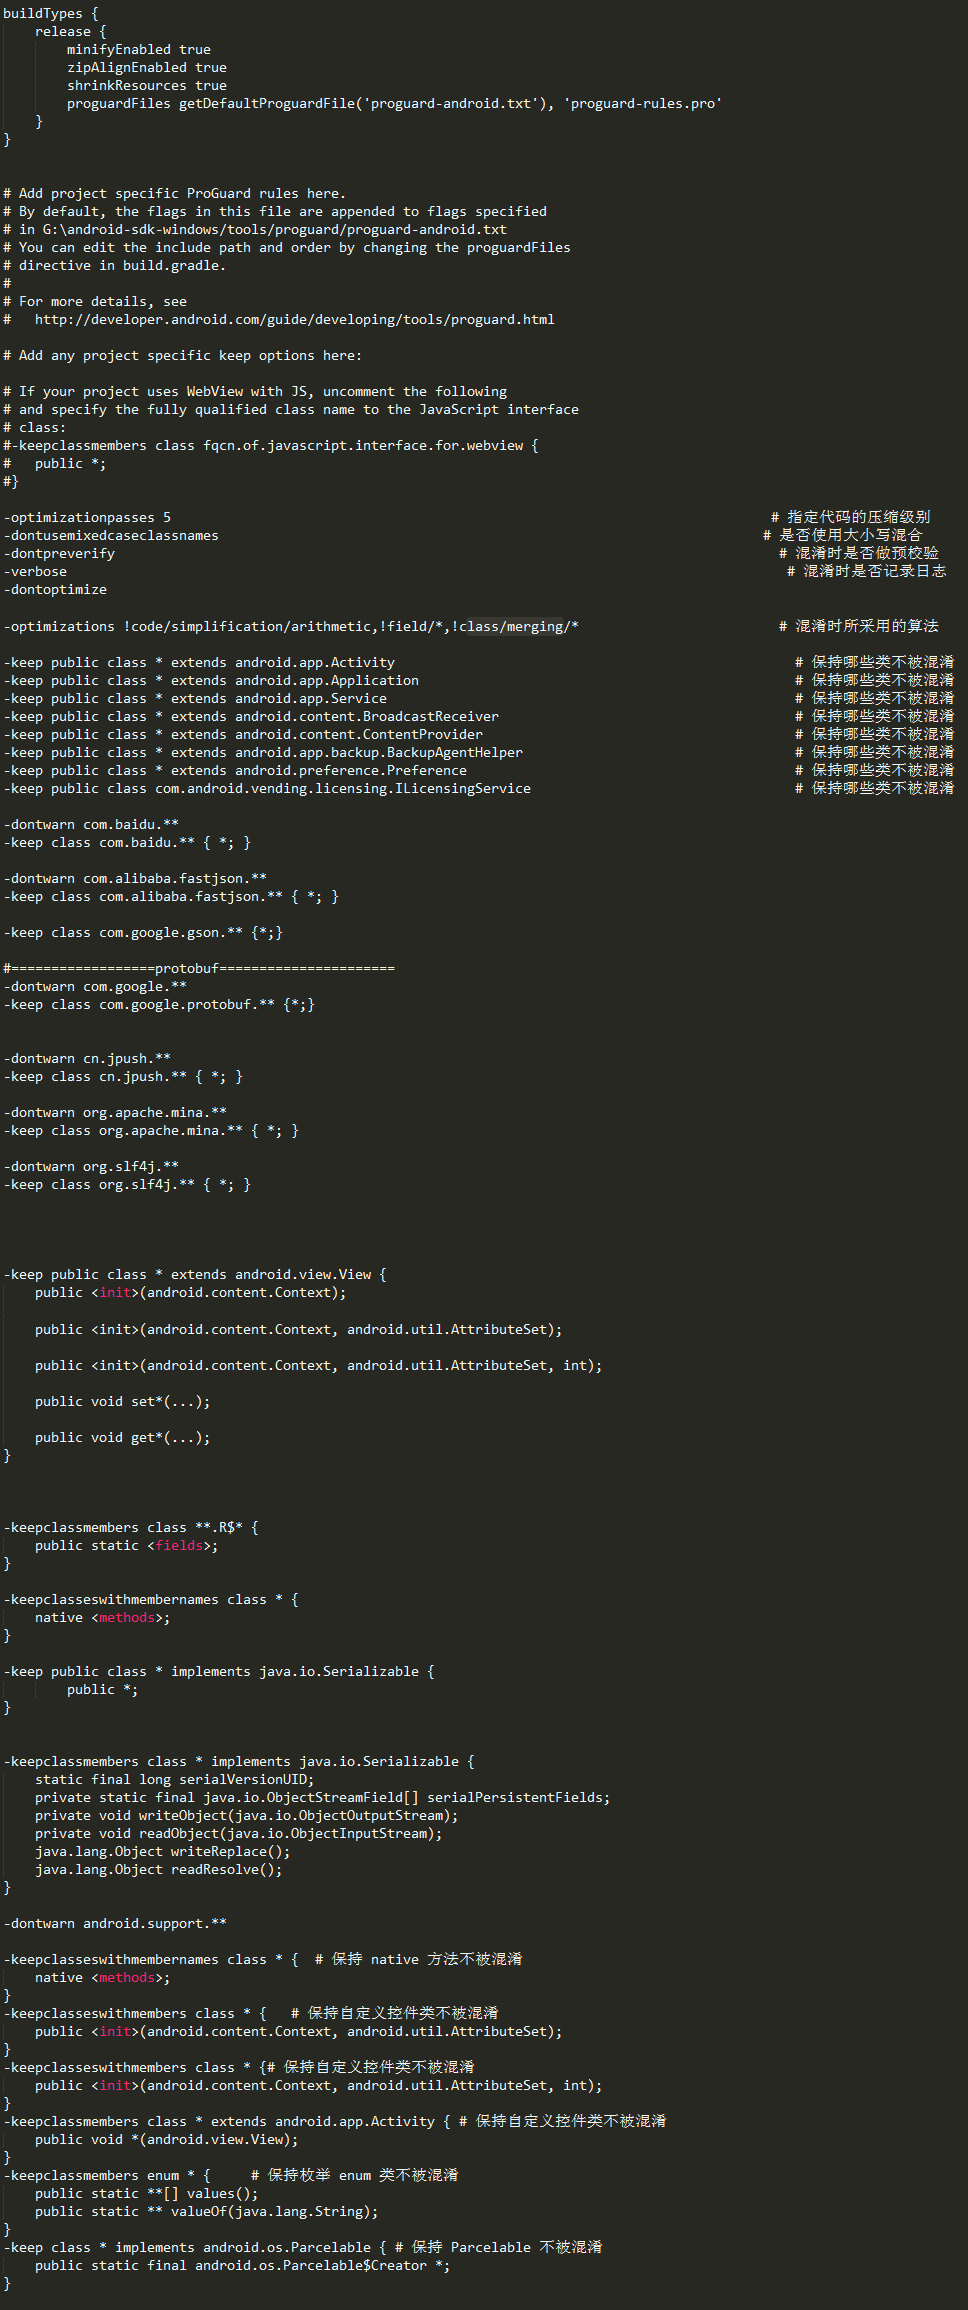 buildTypes {
    release {
        minifyEnabled true
        zipAlignEnabled true
        shrinkResources true
        proguardFiles getDefaultProguardFile('proguard-android.txt'), 'proguard-rules.pro'
    }
}
# Add project specific ProGuard rules here.
# By default, the flags in this file are appended to flags specified
# in G:\android-sdk-windows/tools/proguard/proguard-android.txt
# You can edit the include path and order by changing the proguardFiles
# directive in build.gradle.
#
# For more details, see
#   http://developer.android.com/guide/developing/tools/proguard.html
# Add any project specific keep options here:
# If your project uses WebView with JS, uncomment the following
# and specify the fully qualified class name to the JavaScript interface
# class:
#-keepclassmembers class fqcn.of.javascript.interface.for.webview {
#   public *;
#}
-optimizationpasses 5 # 指定代码的压缩级别
-dontusemixedcaseclassnames # 是否使用大小写混合
-dontpreverify # 混淆时是否做预校验
-verbose # 混淆时是否记录日志
-dontoptimize
-optimizations !code/simplification/arithmetic,!field/*,!class/merging/* # 混淆时所采用的算法
-keep public class * extends android.app.Activity # 保持哪些类不被混淆
-keep public class * extends android.app.Application # 保持哪些类不被混淆
-keep public class * extends android.app.Service # 保持哪些类不被混淆
-keep public class * extends android.content.BroadcastReceiver # 保持哪些类不被混淆
-keep public class * extends android.content.ContentProvider # 保持哪些类不被混淆
-keep public class * extends android.app.backup.BackupAgentHelper # 保持哪些类不被混淆
-keep public class * extends android.preference.Preference # 保持哪些类不被混淆
-keep public class com.android.vending.licensing.ILicensingService # 保持哪些类不被混淆
-dontwarn com.baidu.**
-keep class com.baidu.** { *; }
-dontwarn com.alibaba.fastjson.**
-keep class com.alibaba.fastjson.** { *; }
-keep class com.google.gson.** {*;}
#==================protobuf======================
-dontwarn com.google.**
-keep class com.google.protobuf.** {*;}
-dontwarn cn.jpush.**
-keep class cn.jpush.** { *; }
-dontwarn org.apache.mina.**
-keep class org.apache.mina.** { *; }
-dontwarn org.slf4j.**
-keep class org.slf4j.** { *; }
-keep public class * extends android.view.View {
    public <init>(android.content.Context);
    public <init>(android.content.Context, android.util.AttributeSet);
    public <init>(android.content.Context, android.util.AttributeSet, int);
    public void set*(...);
    public void get*(...);
}
-keepclassmembers class **.R$* {
    public static <fields>;
}
-keepclasseswithmembernames class * {
    native <methods>;
}
-keep public class * implements java.io.Serializable {
        public *;
}
-keepclassmembers class * implements java.io.Serializable {
    static final long serialVersionUID;
    private static final java.io.ObjectStreamField[] serialPersistentFields;
    private void writeObject(java.io.ObjectOutputStream);
    private void readObject(java.io.ObjectInputStream);
    java.lang.Object writeReplace();
    java.lang.Object readResolve();
}
-dontwarn android.support.**
-keepclasseswithmembernames class * {  # 保持 native 方法不被混淆
    native <methods>;
}
-keepclasseswithmembers class * {   # 保持自定义控件类不被混淆
    public <init>(android.content.Context, android.util.AttributeSet);
}
-keepclasseswithmembers class * {# 保持自定义控件类不被混淆
    public <init>(android.content.Context, android.util.AttributeSet, int);
}
-keepclassmembers class * extends android.app.Activity { # 保持自定义控件类不被混淆
    public void *(android.view.View);
}
-keepclassmembers enum * {     # 保持枚举 enum 类不被混淆
    public static **[] values();
    public static ** valueOf(java.lang.String);
}
-keep class * implements android.os.Parcelable { # 保持 Parcelable 不被混淆
    public static final android.os.Parcelable$Creator *;
}